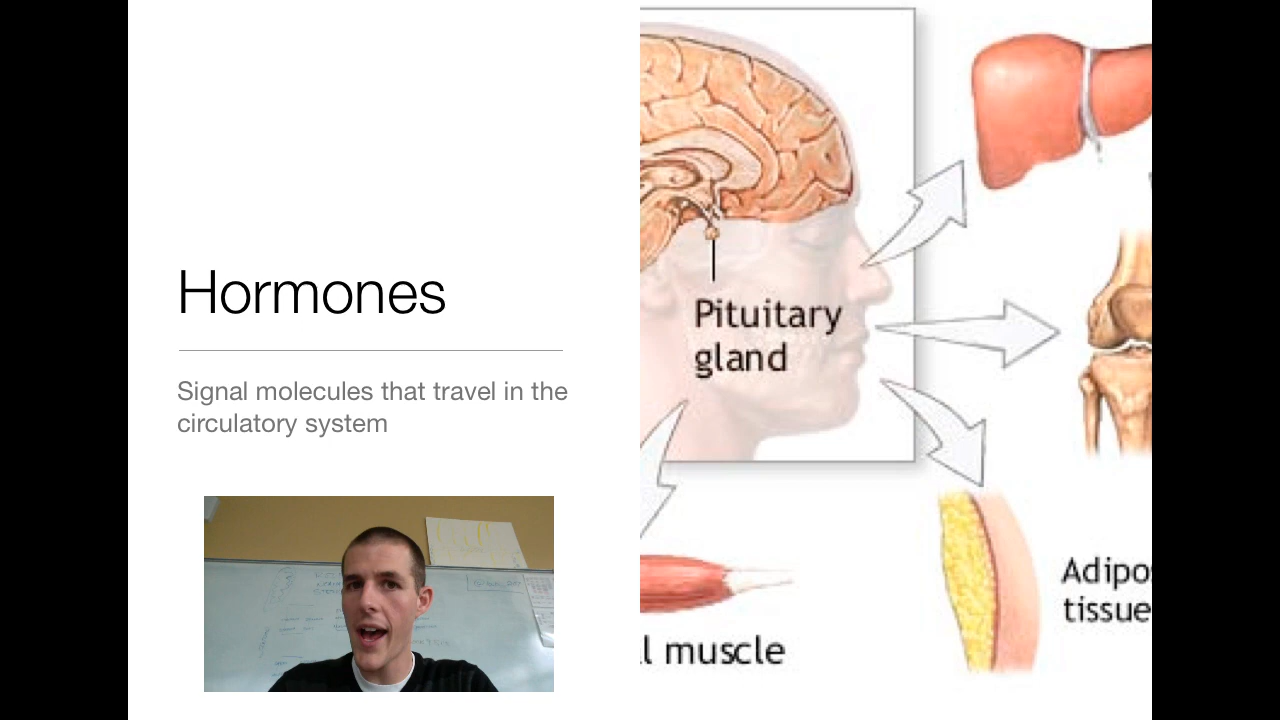 Hormones
Signal molecules that travel in the
circulatory system
Pituitary
gland
Adipo
tissue
l muscle